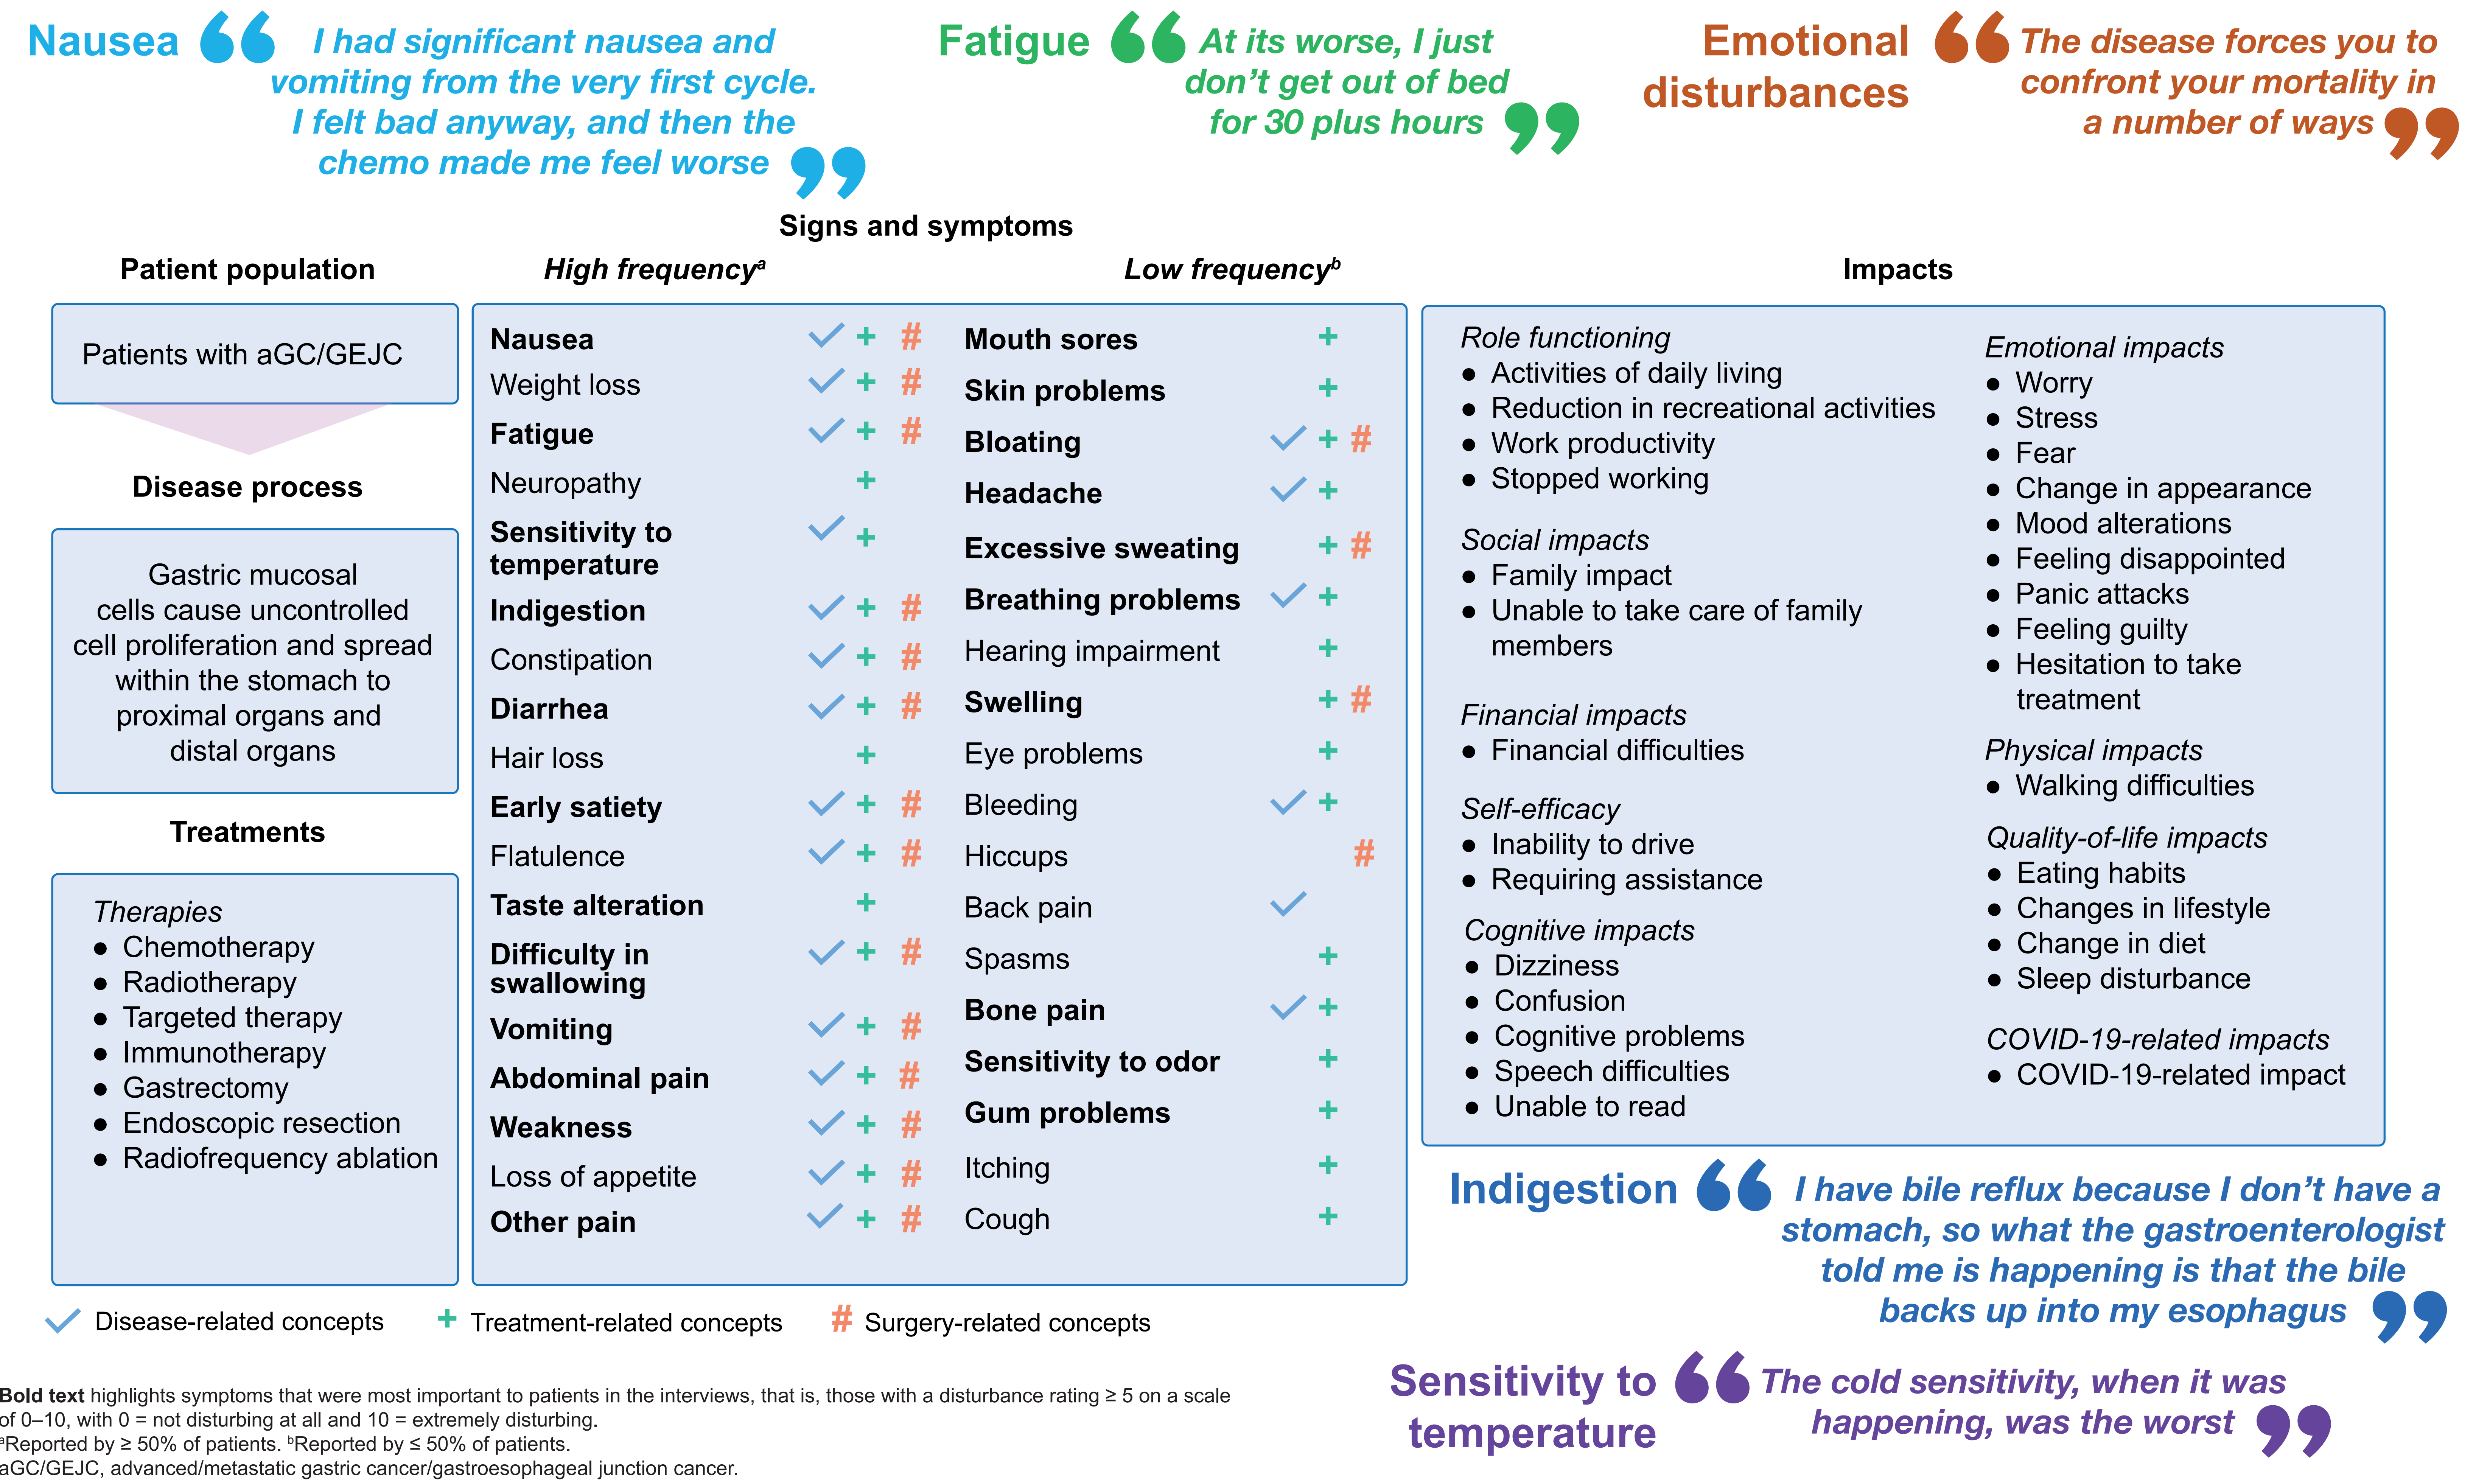 Nausea “ I had significant nausea and
vomiting from the very first cycle.
I felt bad anyway, and then the
chemo made me feel worse ”
Fatigue “ At its worse, I just
don’t get out of bed
for 30 plus hours ”
Emotional
disturbances “ The disease forces you to
confront your mortality in
a number of ways ”
Patient population
Patients with aGC/GEJC
Disease process
Gastric mucosal
cells cause uncontrolled
cell proliferation and spread
within the stomach to
proximal organs and
distal organs
Treatments
Therapies
● Chemotherapy
● Radiotherapy
● Targeted therapy
● Immunotherapy
● Gastrectomy
● Endoscopic resection
● Radiofrequency ablation
Signs and symptoms
High frequencyᵃ
Nausea ✓ + #
Weight loss ✓ + #
Fatigue ✓ + #
Neuropathy +
Sensitivity to
temperature ✓ +
Indigestion ✓ + #
Constipation ✓ + #
Diarrhea ✓ + #
Hair loss +
Early satiety ✓ + #
Flatulence ✓ + #
Taste alteration +
Difficulty in
swallowing ✓ + #
Vomiting ✓ + #
Abdominal pain ✓ + #
Weakness ✓ + #
Loss of appetite ✓ + #
Other pain ✓ + #
Low frequencyᵇ
Mouth sores +
Skin problems +
Bloating ✓ + #
Headache ✓ +
Excessive sweating + #
Breathing problems ✓ +
Hearing impairment +
Swelling + #
Eye problems +
Bleeding ✓ +
Hiccups #
Back pain ✓
Spasms +
Bone pain ✓ +
Sensitivity to odor +
Gum problems +
Itching +
Cough +
Impacts
Role functioning
● Activities of daily living
● Reduction in recreational activities
● Work productivity
● Stopped working
Social impacts
● Family impact
● Unable to take care of family
members
Financial impacts
● Financial difficulties
Self-efficacy
● Inability to drive
● Requiring assistance
Cognitive impacts
● Dizziness
● Confusion
● Cognitive problems
● Speech difficulties
● Unable to read
Emotional impacts
● Worry
● Stress
● Fear
● Change in appearance
● Mood alterations
● Feeling disappointed
● Panic attacks
● Feeling guilty
● Hesitation to take
treatment
Physical impacts
● Walking difficulties
Quality-of-life impacts
● Eating habits
● Changes in lifestyle
● Change in diet
● Sleep disturbance
COVID-19-related impacts
● COVID-19-related impact
✓ Disease-related concepts + Treatment-related concepts # Surgery-related concepts
Indigestion “ I have bile reflux because I don’t have a
stomach, so what the gastroenterologist
told me is happening is that the bile
backs up into my esophagus ”
Sensitivity to
temperature “ The cold sensitivity, when it was
happening, was the worst ”
Bold text highlights symptoms that were most important to patients in the interviews, that is, those with a disturbance rating ≥ 5 on a scale
of 0–10, with 0 = not disturbing at all and 10 = extremely disturbing.
ᵃReported by ≥ 50% of patients. ᵇReported by ≤ 50% of patients.
aGC/GEJC, advanced/metastatic gastric cancer/gastroesophageal junction cancer.